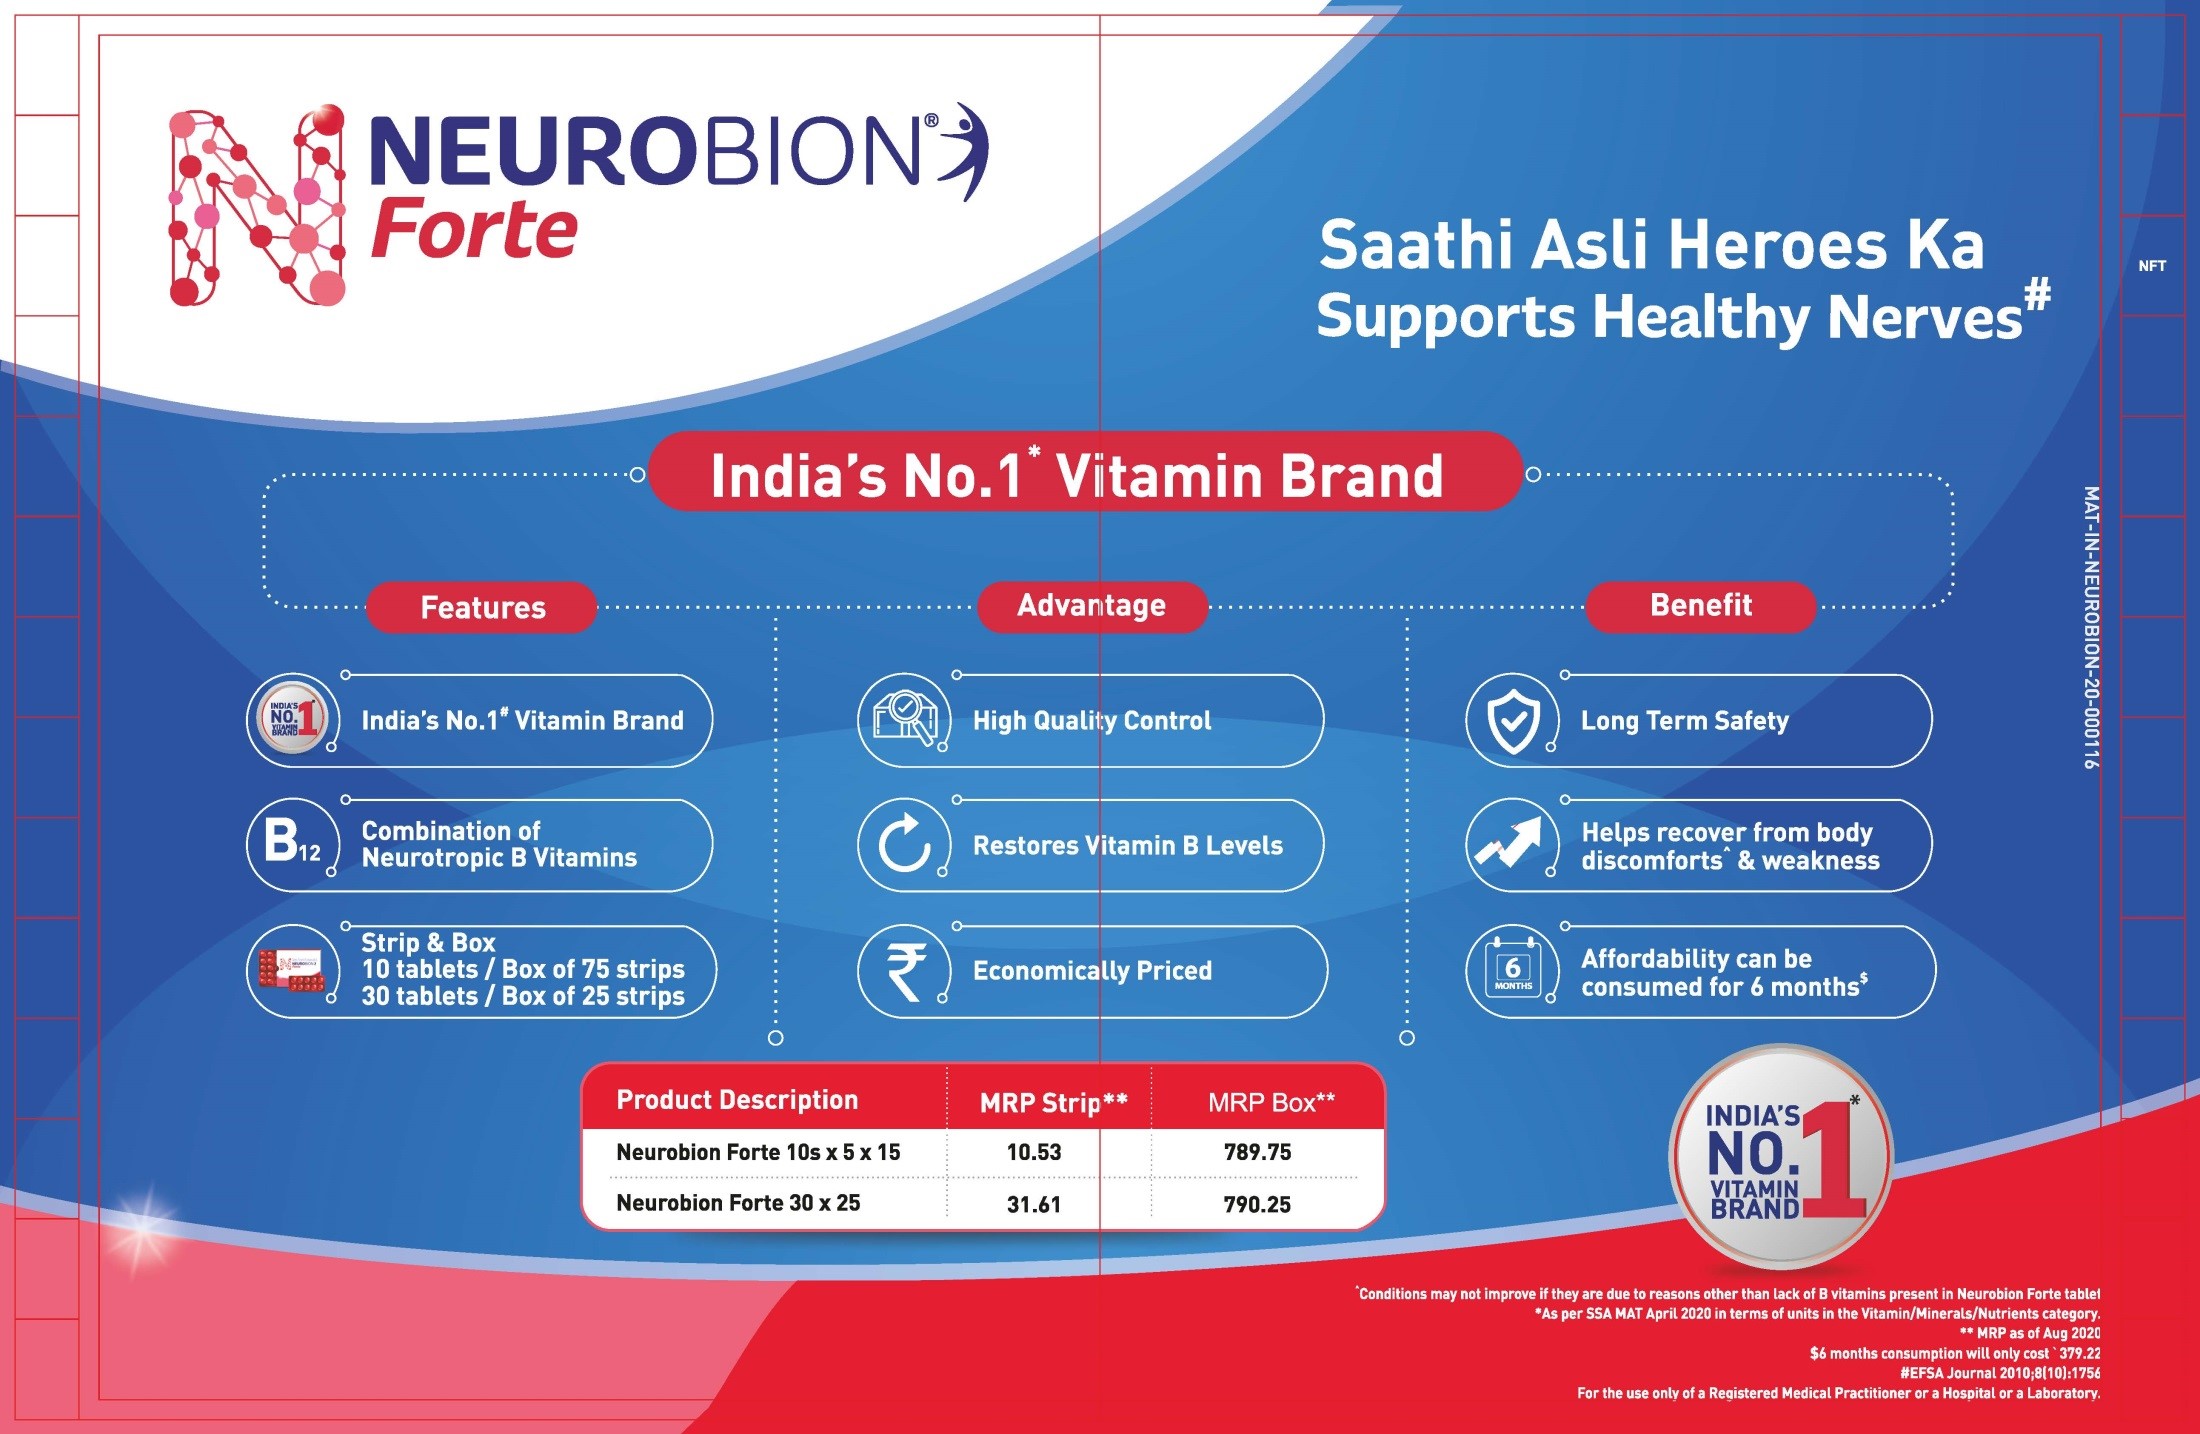 NEUROBION®
Forte
Saathi Asli Heroes Ka
Supports Healthy Nerves#
NFT
India's No.1* Vitamin Brand
MAT-IN-NEUROBION-20-000116
Features
INDIA'S
NO. 1*
VITAMIN
BRAND
India's No.1# Vitamin Brand
B12
Combination of
Neurotropic B Vitamins
Strip & Box
10 tablets / Box of 75 strips
30 tablets / Box of 25 strips
Advantage
High Quality Control
Restores Vitamin B Levels
₹
Economically Priced
Benefit
Long Term Safety
Helps recover from body
discomforts^ & weakness
6
MONTHS
Affordability can be
consumed for 6 months$
Product Description MRP Strip** MRP Box**
Neurobion Forte 10s x 5 x 15 10.53 789.75
Neurobion Forte 30 x 25 31.61 790.25
INDIA'S
NO. 1*
VITAMIN
BRAND
^Conditions may not improve if they are due to reasons other than lack of B vitamins present in Neurobion Forte tablet
*As per SSA MAT April 2020 in terms of units in the Vitamin/Minerals/Nutrients category.
** MRP as of Aug 2020
$6 months consumption will only cost ` 379.22
#EFSA Journal 2010;8(10):1756
For the use only of a Registered Medical Practitioner or a Hospital or a Laboratory.